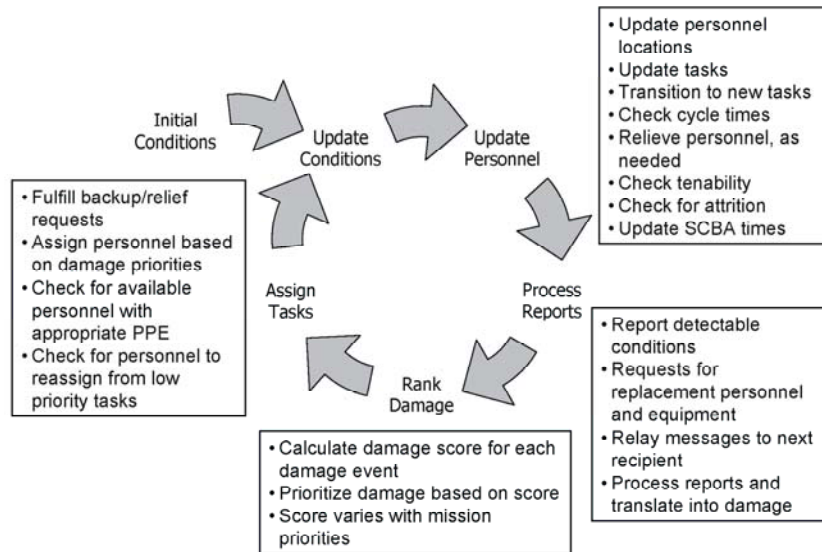 Initial
Conditions
Update
Conditions
Update
Personnel
• Update personnel
locations
• Update tasks
• Transition to new tasks
• Check cycle times
• Relieve personnel, as
needed
• Check tenability
• Check for attrition
• Update SCBA times
Process
Reports
• Report detectable
conditions
• Requests for
replacement personnel
and equipment
• Relay messages to next
recipient
• Process reports and
translate into damage
Rank
Damage
• Calculate damage score for each
damage event
• Prioritize damage based on score
• Score varies with mission
priorities
Assign
Tasks
• Fulfill backup/relief
requests
• Assign personnel based
on damage priorities
• Check for available
personnel with
appropriate PPE
• Check for personnel to
reassign from low
priority tasks